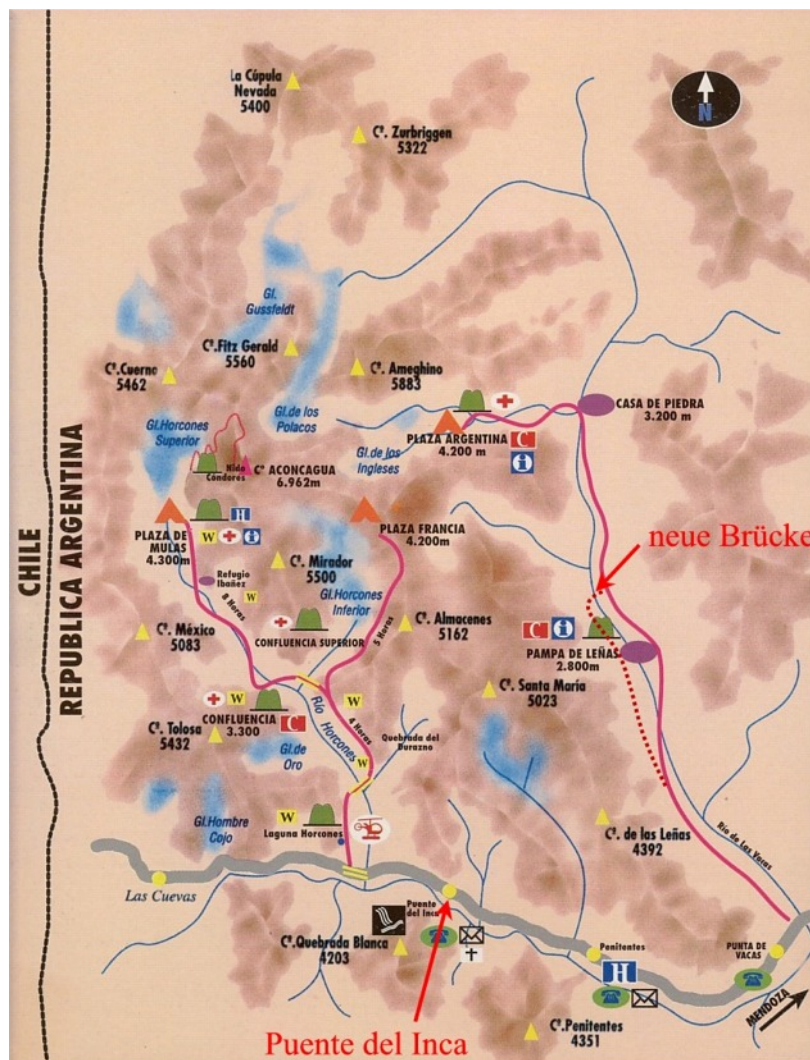 La Cúpula
Nevada
5400
Cº. Zurbriggen
5322
N
Gl.
Gussfeldt
Cº.Fitz Gerald
5560
Cº.Cuerno
5462
Cº. Ameghino
5883
CASA DE PIEDRA
3.200 m
Gl.de los
Polacos
PLAZA ARGENTINA
4.200 m
C
i
Gl.Horcones
Superior
Gl.de los
Ingleses
Nido
Cóndores
Cº ACONCAGUA
6.962m
H
PLAZA DE
MULAS
4.300m
W
i
PLAZA FRANCIA
4.200m
neue Brücke
Cº. Mirador
5500
Refugio
Ibañez
W
8 Horas
Gl.Horcones
Inferior
Cº. México
5083
CONFLUENCIA SUPERIOR
5 Horas
Cº. Almacenes
5162
C
i
PAMPA DE LEÑAS
2.800m
Cº. Santa María
5023
W
W
CONFLUENCIA
3.300
C
Río
Horcones
4 Horas
Cº. Tolosa
5432
Gl.de
Oro
Quebrada del
Durazno
W
Gl.Hombre
Cojo
W
Laguna Horcones
Cº. de las Leñas
4392
Río de las Vacas
CHILE
REPUBLICA ARGENTINA
Las Cuevas
Puente
del Inca
Cº.Quebrada Blanca
4203
Penitentes
H
PUNTA DE
VACAS
MENDOZA
Puente del Inca
Cº.Penitentes
4351